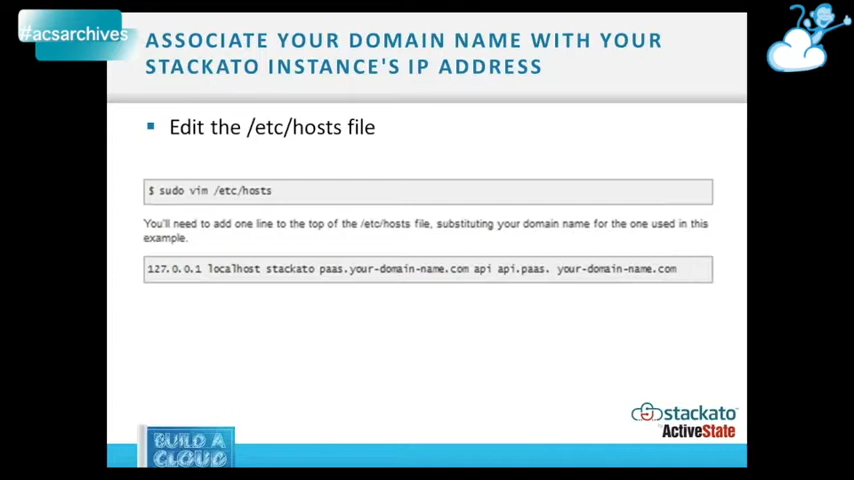 #acsarchives
ASSOCIATE YOUR DOMAIN NAME WITH YOUR
STACKATO INSTANCE'S IP ADDRESS
Edit the /etc/hosts file
$ sudo vim /etc/hosts
You'll need to add one line to the top of the /etc/hosts file, substituting your domain name for the one used in this
example.
127.0.0.1 localhost stackato paas.your-domain-name.com api api.paas. your-domain-name.com
stackato
by ActiveState
BUILD A
CLOUD